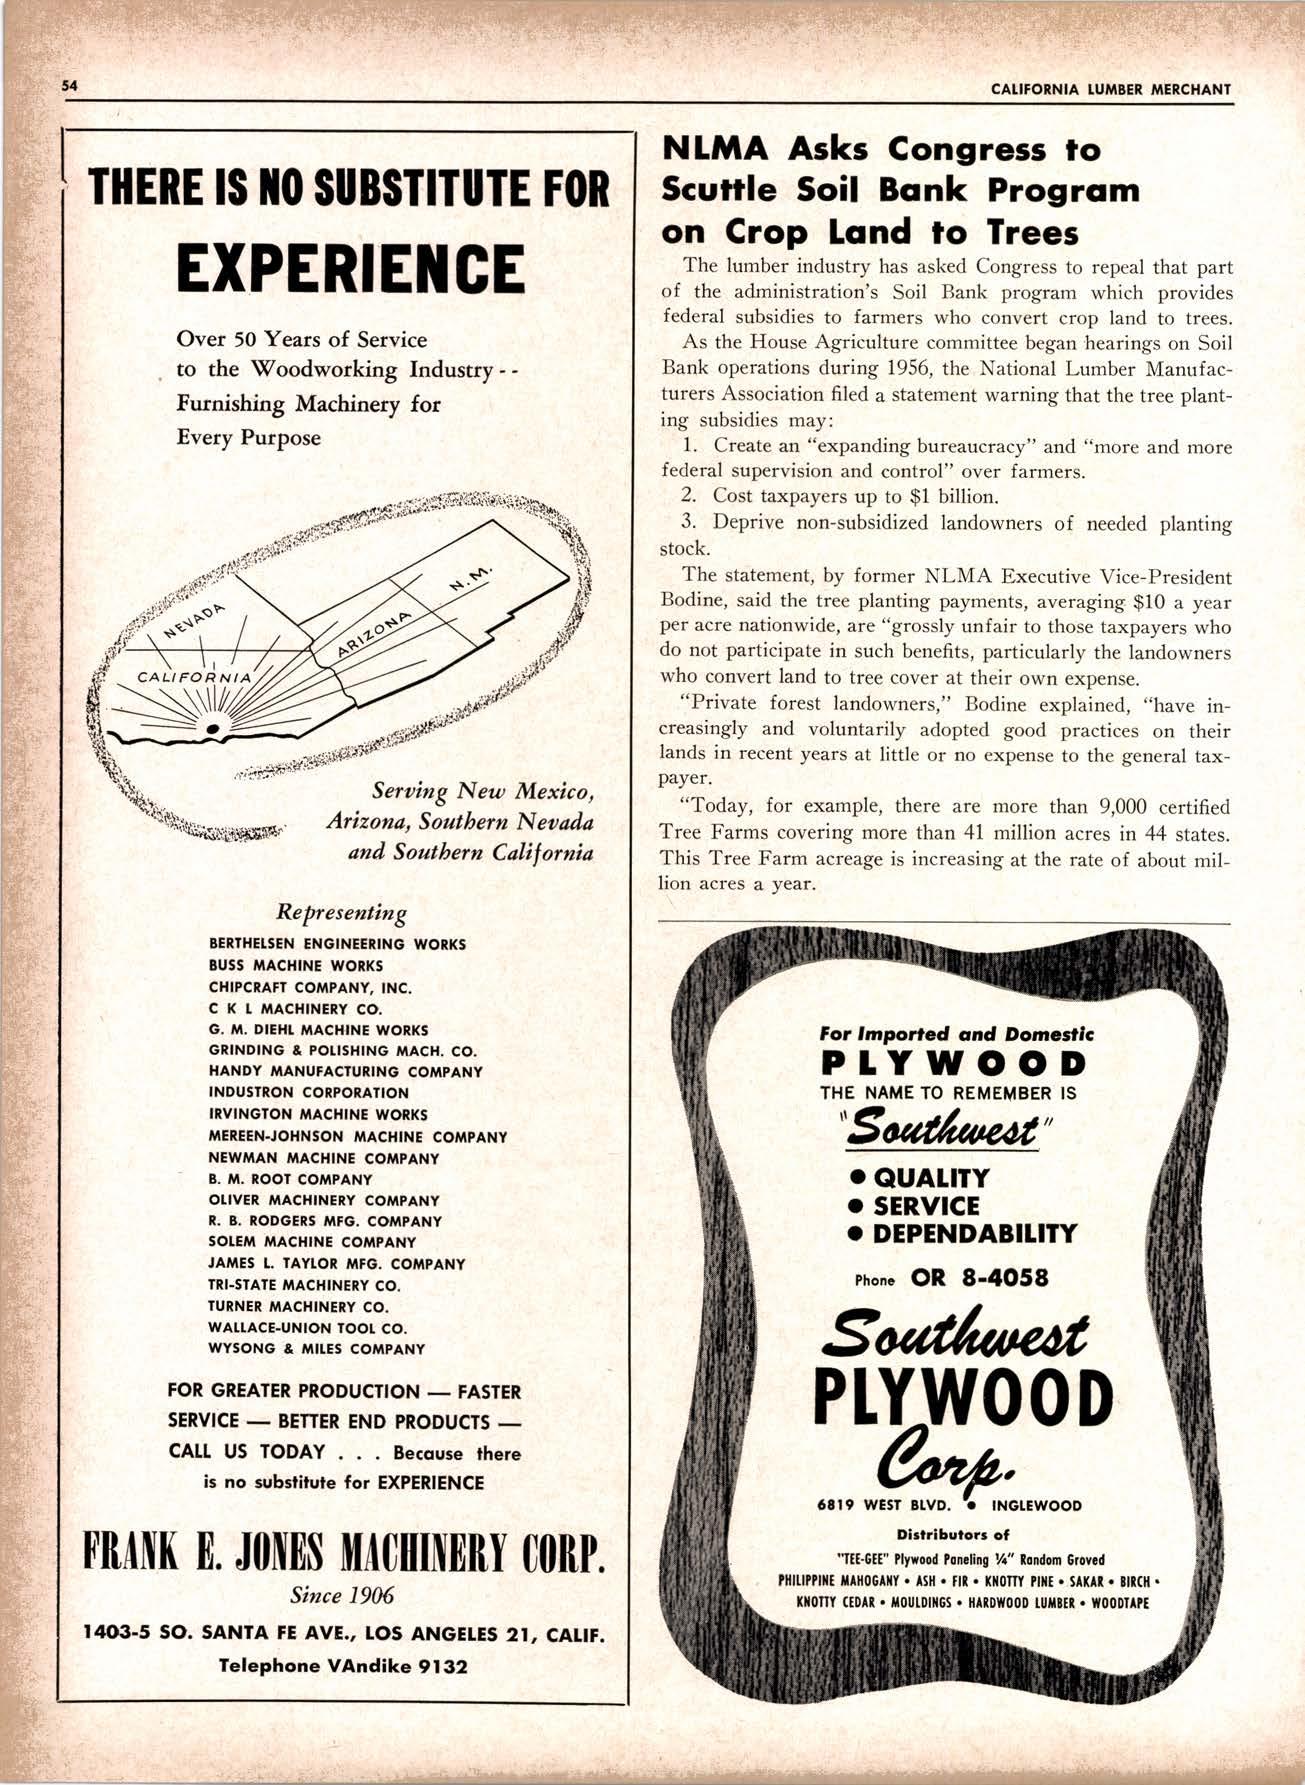 54
CALIFORNIA LUMBER MERCHANT
THERE IS NO SUBSTITUTE FOR
EXPERIENCE
Over 50 Years of Service
to the Woodworking Industry - -
Furnishing Machinery for
Every Purpose
NEVADA
CALIFORNIA
ARIZONA
N.M.
Serving New Mexico,
Arizona, Southern Nevada
and Southern California
Representing
BERTHELSEN ENGINEERING WORKS
BUSS MACHINE WORKS
CHIPCRAFT COMPANY, INC.
C K L MACHINERY CO.
G. M. DIEHL MACHINE WORKS
GRINDING & POLISHING MACH. CO.
HANDY MANUFACTURING COMPANY
INDUSTRON CORPORATION
IRVINGTON MACHINE WORKS
MEREEN-JOHNSON MACHINE COMPANY
NEWMAN MACHINE COMPANY
B. M. ROOT COMPANY
OLIVER MACHINERY COMPANY
R. B. RODGERS MFG. COMPANY
SOLEM MACHINE COMPANY
JAMES L. TAYLOR MFG. COMPANY
TRI-STATE MACHINERY CO.
TURNER MACHINERY CO.
WALLACE-UNION TOOL CO.
WYSONG & MILES COMPANY
FOR GREATER PRODUCTION — FASTER
SERVICE — BETTER END PRODUCTS —
CALL US TODAY . . . Because there
is no substitute for EXPERIENCE
FRANK E. JONES MACHINERY CORP.
Since 1906
1403-5 SO. SANTA FE AVE., LOS ANGELES 21, CALIF.
Telephone VAndike 9132
NLMA Asks Congress to
Scuttle Soil Bank Program
on Crop Land to Trees
The lumber industry has asked Congress to repeal that part
of the administration's Soil Bank program which provides
federal subsidies to farmers who convert crop land to trees.
As the House Agriculture committee began hearings on Soil
Bank operations during 1956, the National Lumber Manufac-
turers Association filed a statement warning that the tree plant-
ing subsidies may:
1. Create an "expanding bureaucracy" and "more and more
federal supervision and control" over farmers.
2. Cost taxpayers up to $1 billion.
3. Deprive non-subsidized landowners of needed planting
stock.
The statement, by former NLMA Executive Vice-President
Bodine, said the tree planting payments, averaging $10 a year
per acre nationwide, are "grossly unfair to those taxpayers who
do not participate in such benefits, particularly the landowners
who convert land to tree cover at their own expense.
"Private forest landowners," Bodine explained, "have in-
creasingly and voluntarily adopted good practices on their
lands in recent years at little or no expense to the general tax-
payer.
"Today, for example, there are more than 9,000 certified
Tree Farms covering more than 41 million acres in 44 states.
This Tree Farm acreage is increasing at the rate of about mil-
lion acres a year.
For Imported and Domestic
PLYWOOD
THE NAME TO REMEMBER IS
"Southwest"
• QUALITY
• SERVICE
• DEPENDABILITY
Phone OR 8-4058
Southwest
PLYWOOD
Corp.
6819 WEST BLVD. • INGLEWOOD
Distributors of
"TEE-GEE" Plywood Paneling ¼" Random Groved
PHILIPPINE MAHOGANY • ASH • FIR • KNOTTY PINE • SAKAR • BIRCH •
KNOTTY CEDAR • MOULDINGS • HARDWOOD LUMBER • WOODTAPE